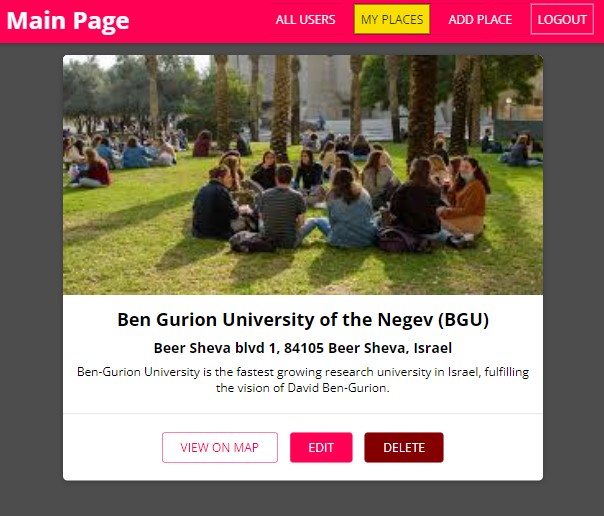 Main Page
ALL USERS
MY PLACES
ADD PLACE
LOGOUT
Ben Gurion University of the Negev (BGU)
Beer Sheva blvd 1, 84105 Beer Sheva, Israel
Ben-Gurion University is the fastest growing research university in Israel, fulfilling
the vision of David Ben-Gurion.
VIEW ON MAP
EDIT
DELETE